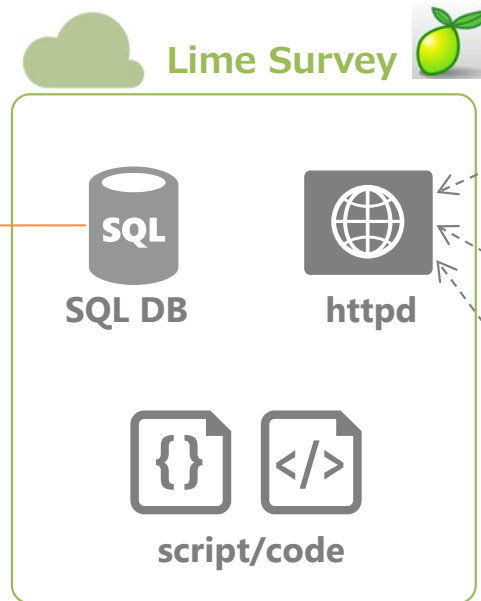 Lime Survey
SQL
SQL DB
httpd
{} </>
script/code